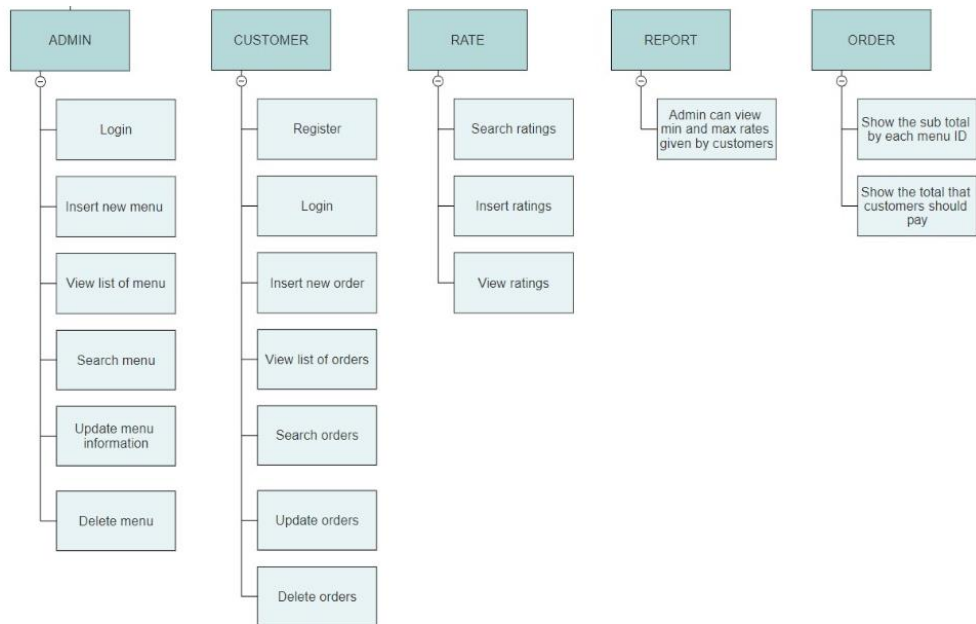 ADMIN
Login
Insert new menu
View list of menu
Search menu
Update menu
information
Delete menu
CUSTOMER
Register
Login
Insert new order
View list of orders
Search orders
Update orders
Delete orders
RATE
Search ratings
Insert ratings
View ratings
REPORT
Admin can view
min and max rates
given by customers
ORDER
Show the sub total
by each menu ID
Show the total that
customers should
pay